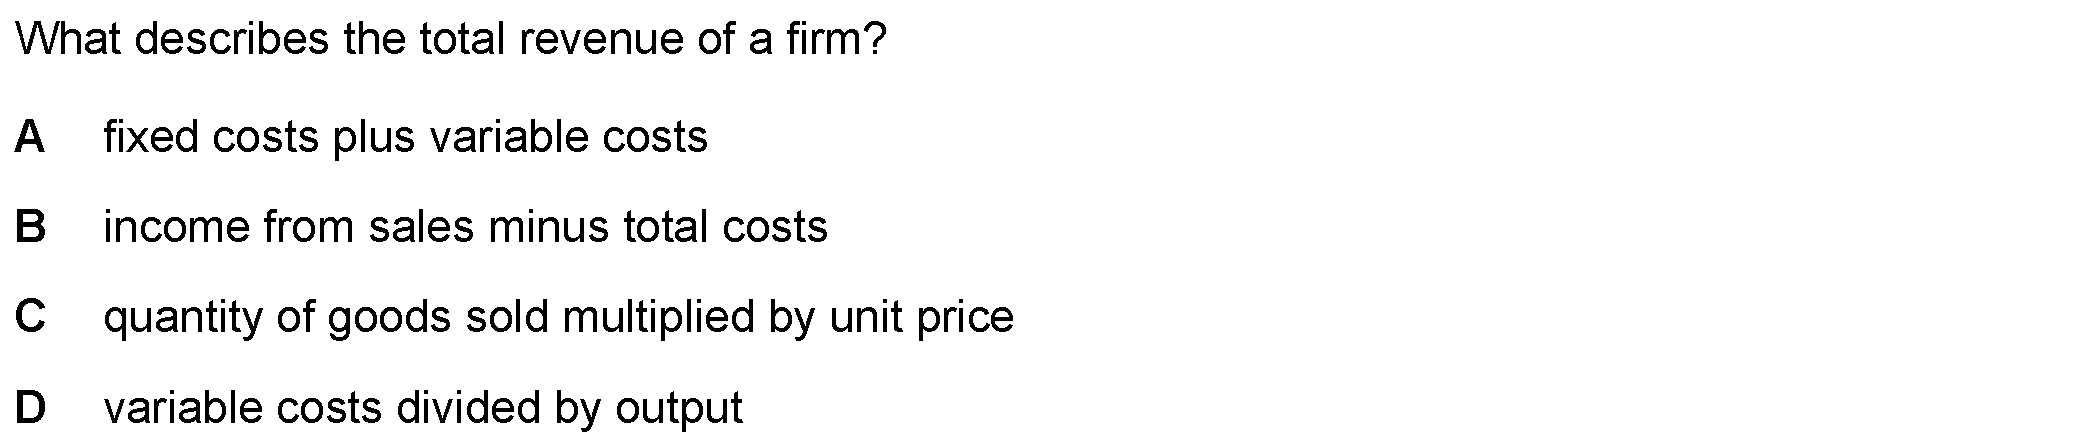 What describes the total revenue of a firm?
A fixed costs plus variable costs
B income from sales minus total costs
C quantity of goods sold multiplied by unit price
D variable costs divided by output